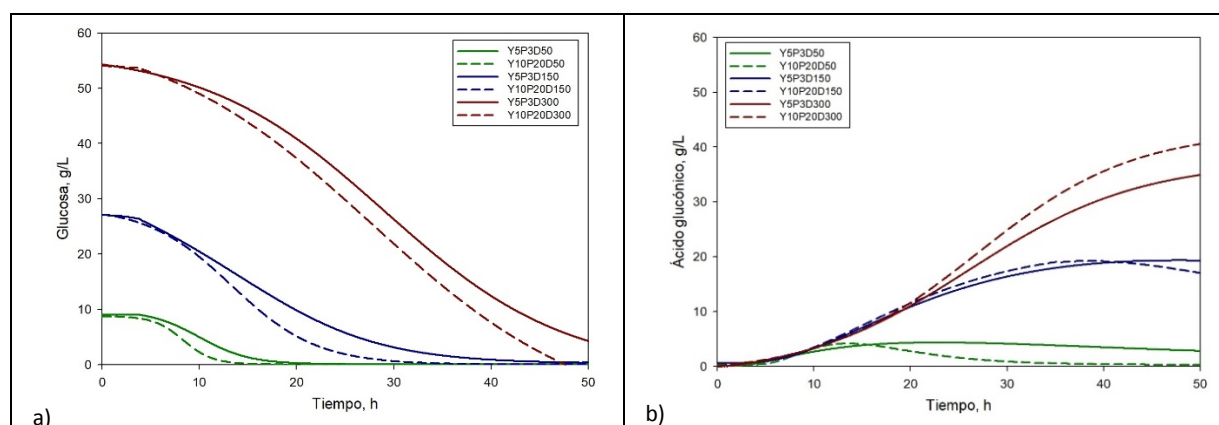 60
50
40
30
20
10
0
Glucosa, g/L
0 10 20 30 40 50
Tiempo, h
Y5P3D50
Y10P20D50
Y5P3D150
Y10P20D150
Y5P3D300
Y10P20D300
a)
60
50
40
30
20
10
0
Ácido glucónico, g/L
0 10 20 30 40 50
Tiempo, h
Y5P3D50
Y10P20D50
Y5P3D150
Y10P20D150
Y5P3D300
Y10P20D300
b)